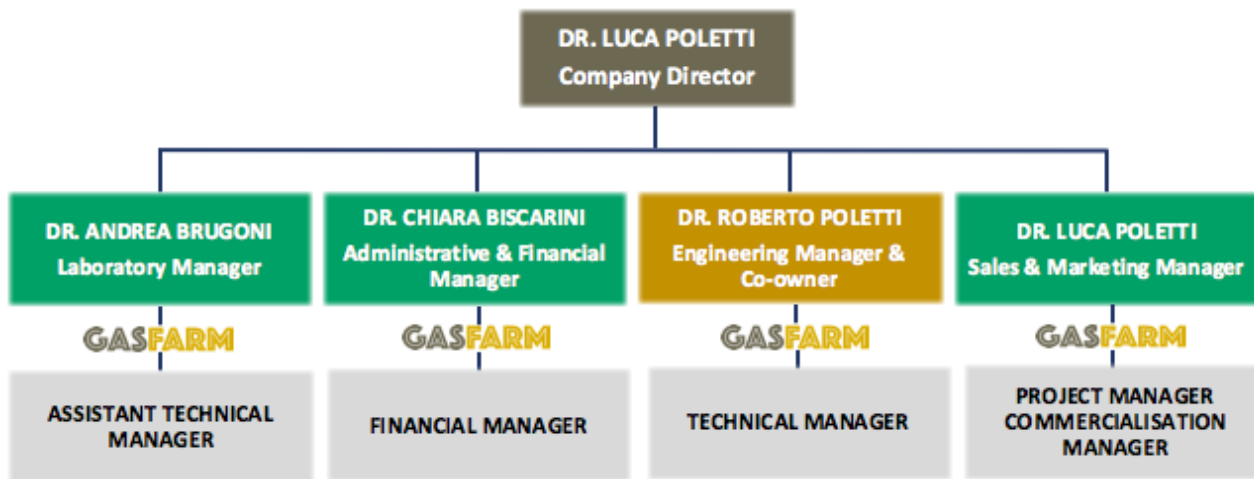 DR. LUCA POLETTI
Company Director
DR. ANDREA BRUGONI
Laboratory Manager
DR. CHIARA BISCARINI
Administrative & Financial
Manager
DR. ROBERTO POLETTI
Engineering Manager &
Co-owner
DR. LUCA POLETTI
Sales & Marketing Manager
GASFARM
GASFARM
GASFARM
GASFARM
ASSISTANT TECHNICAL
MANAGER
FINANCIAL MANAGER
TECHNICAL MANAGER
PROJECT MANAGER
COMMERCIALISATION
MANAGER